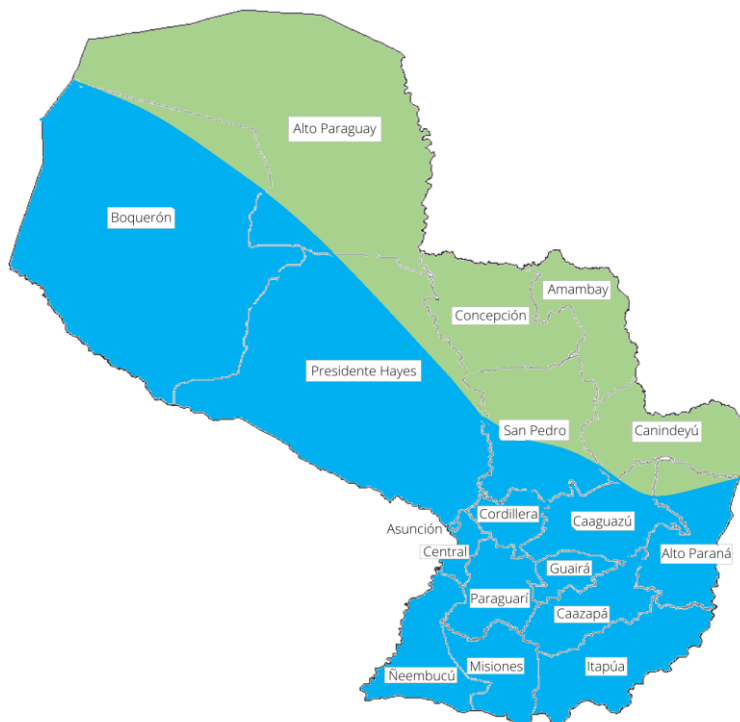 Alto Paraguay
Boquerón
Amambay
Concepción
Presidente Hayes
San Pedro
Canindeyú
Cordillera
Caaguazú
Asunción
Central
Alto Paraná
Guairá
Paraguarí
Caazapá
Misiones
Itapúa
Ñeembucú